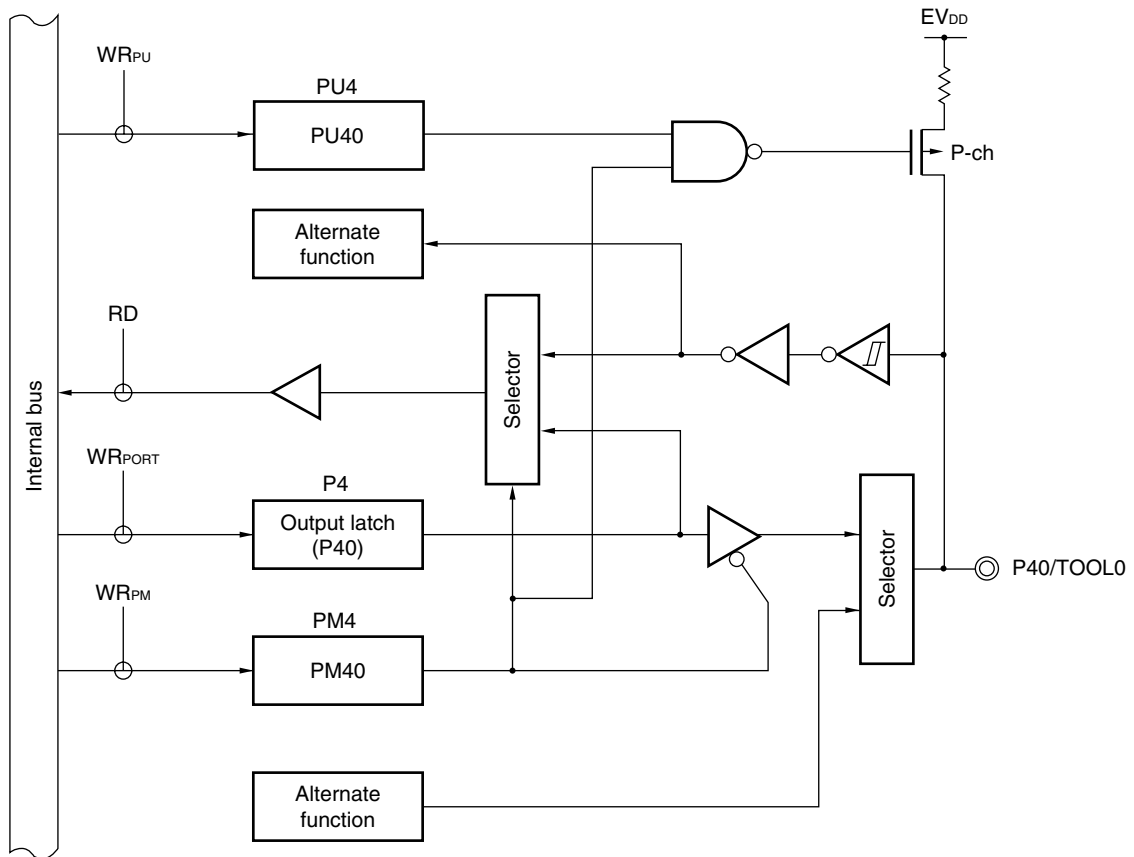 EVDD
WRPU
PU4
PU40
P-ch
Alternate
function
RD
Selector
Internal bus
WRPORT
P4
Output latch
(P40)
Selector
P40/TOOL0
WRPM
PM4
PM40
Alternate
function